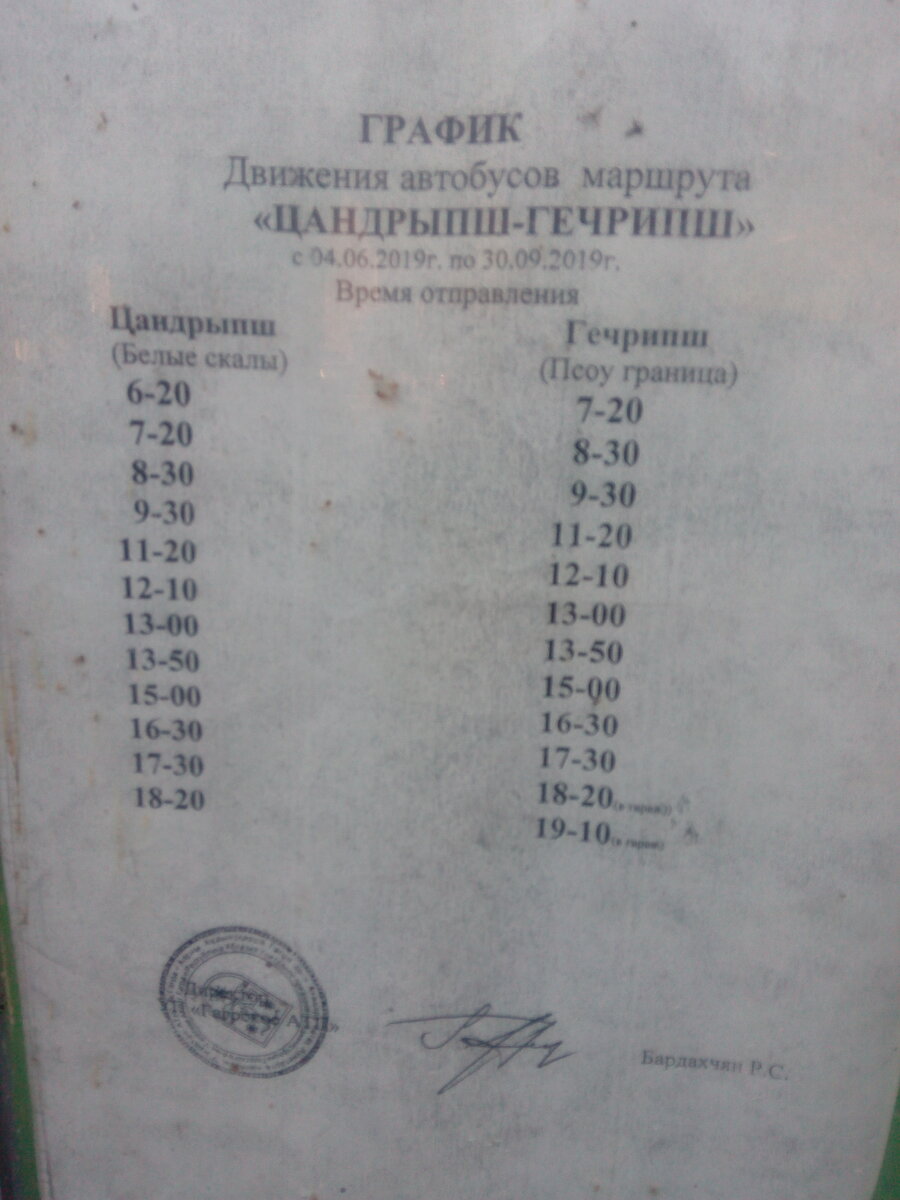 ГРАФИК
Движения автобусов маршрута
«ЦАНДРЫПШ-ГЕЧРИПШ»
с 04.06.2019г. по 30.09.2019г.
Время отправления
Цандрыпш Гечрипш
(Белые скалы) (Псоу граница)
6-20 7-20
7-20 8-30
8-30 9-30
9-30 11-20
11-20 12-10
12-10 13-00
13-00 13-50
13-50 15-00
15-00 16-30
16-30 17-30
17-30 18-20 (в гараж)
18-20 19-10 (в гараж)
Бардахчян Р.С.